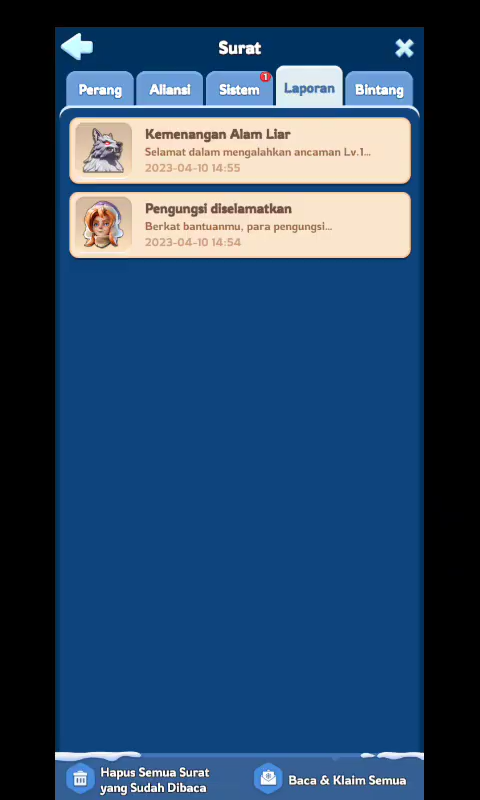 Surat
Perang
Aliansi
Sistem
1
Laporan
Bintang
Kemenangan Alam Liar
Selamat dalam mengalahkan ancaman Lv.1...
2023-04-10 14:55
Pengungsi diselamatkan
Berkat bantuanmu, para pengungsi...
2023-04-10 14:54
Hapus Semua Surat
yang Sudah Dibaca
Baca & Klaim Semua